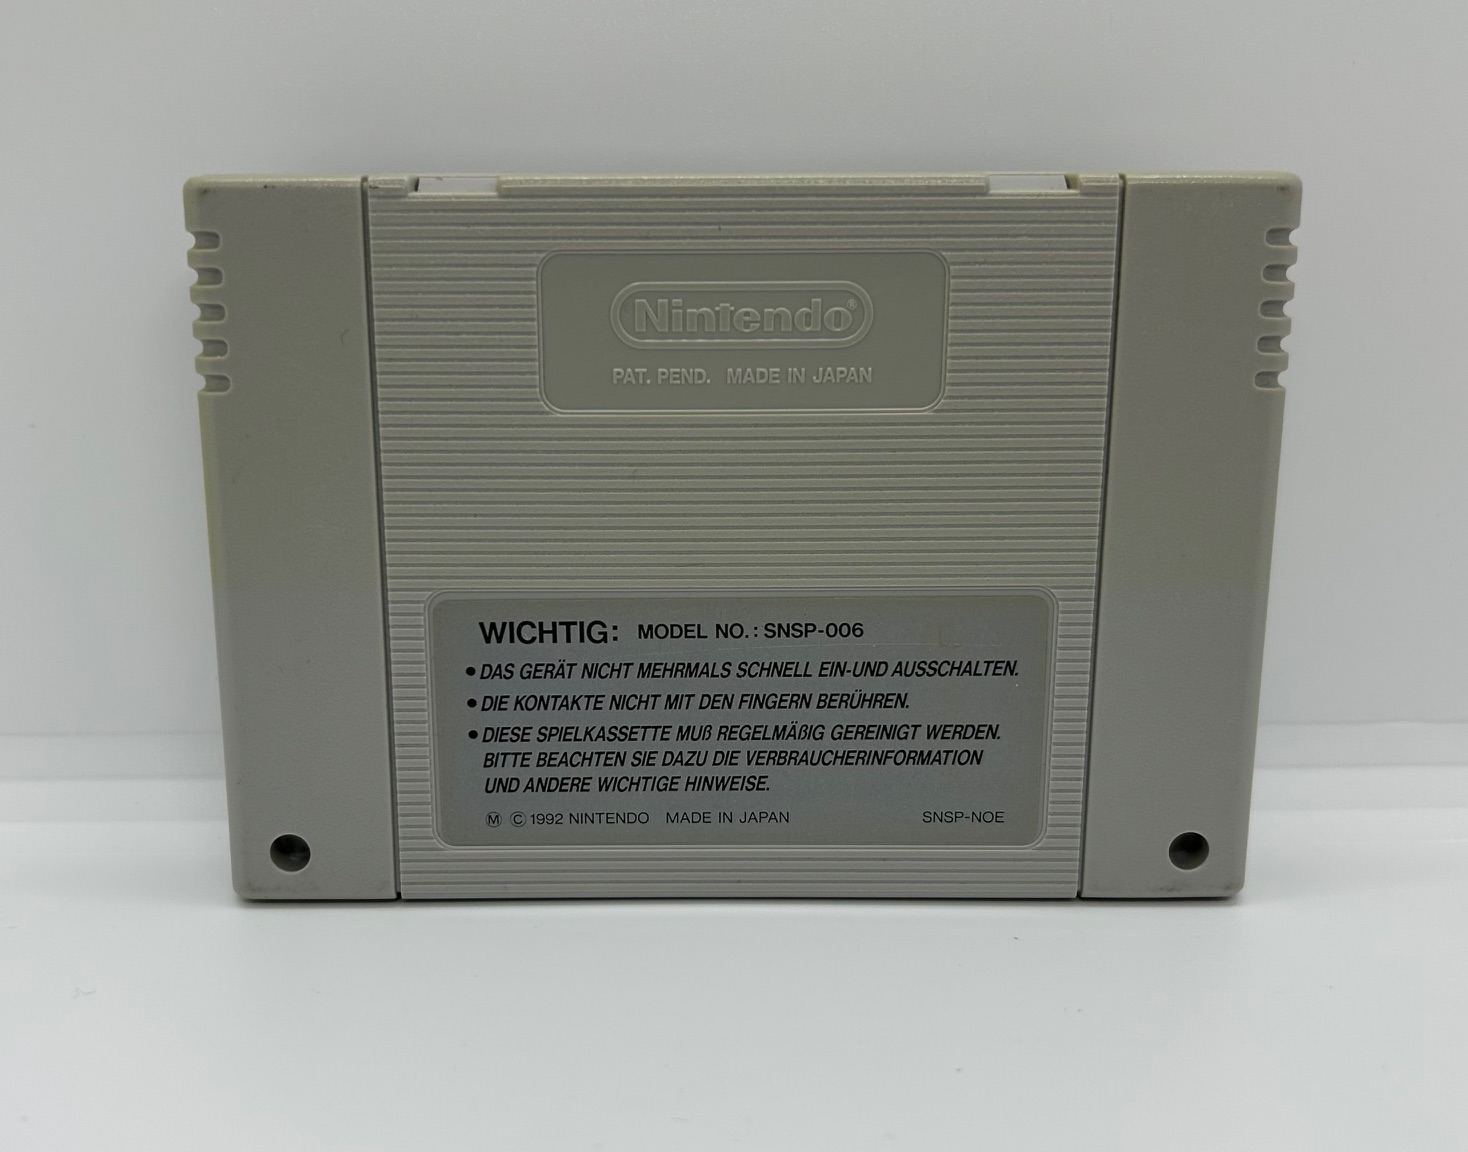 Nintendo®
PAT. PEND. MADE IN JAPAN
WICHTIG: MODEL NO.: SNSP-006
• DAS GERÄT NICHT MEHRMALS SCHNELL EIN-UND AUSSCHALTEN.
• DIE KONTAKTE NICHT MIT DEN FINGERN BERÜHREN.
• DIESE SPIELKASSETTE MUß REGELMÄßIG GEREINIGT WERDEN.
BITTE BEACHTEN SIE DAZU DIE VERBRAUCHERINFORMATION
UND ANDERE WICHTIGE HINWEISE.
Ⓜ © 1992 NINTENDO MADE IN JAPAN SNSP-NOE